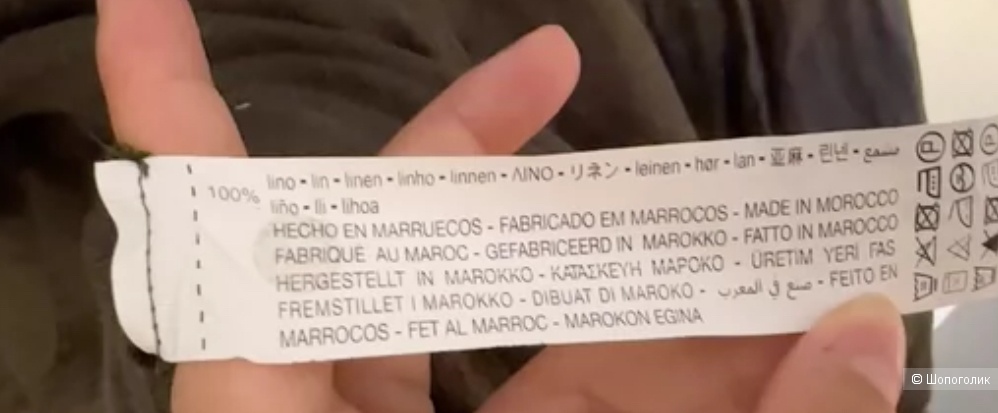 100% lino - lin - linen - linho - linnen - ΛΙΝΟ - リネン - leinen - hør - lan - 亚麻 - 린넨 -
liño - lli - lihoa
HECHO EN MARRUECOS - FABRICADO EM MARROCOS - MADE IN MOROCCO
FABRIQUE AU MAROC - GEFABRICEERD IN MAROKKO - FATTO IN MAROCCO
HERGESTELLT IN MAROKKO - ΚΑΤΑΣΚΕΥΗ ΜΑΡΟΚΟ - ÜRETIM YERI FAS
FREMSTILLET I MAROKKO - DIBUAT DI MAROKO - صنع في المغرب - FEITO EN
MARROCOS - FET AL MARROC - MAROKON EGINA
© Шопоголик